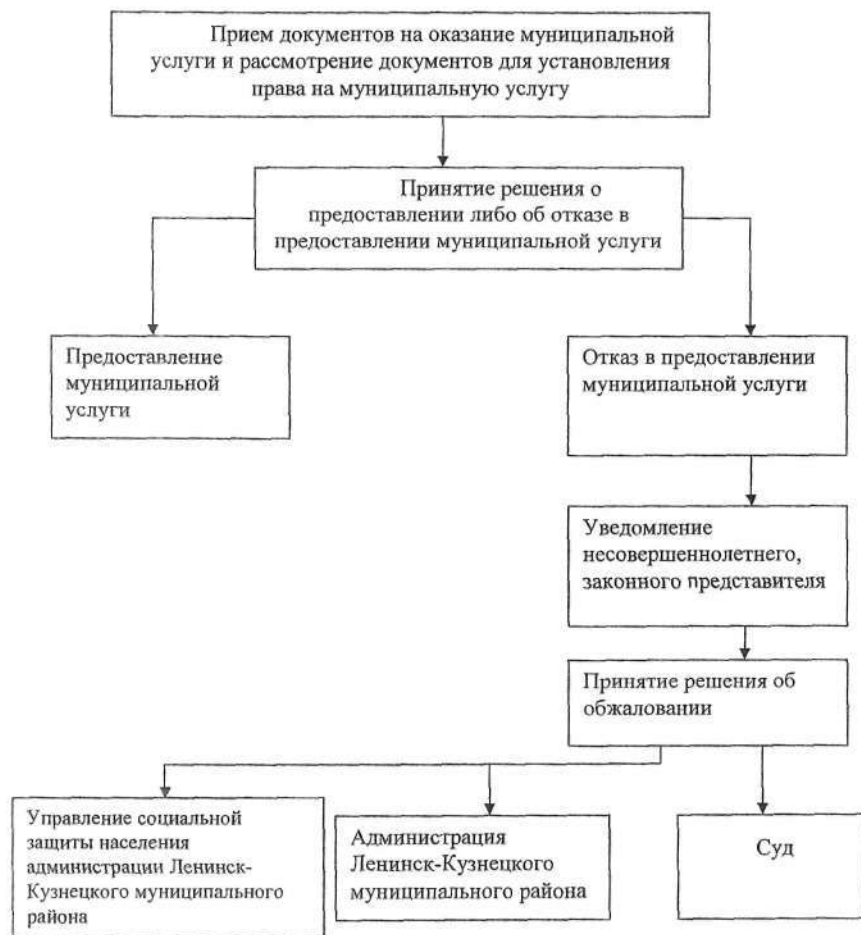 Прием документов на оказание муниципальной
услуги и рассмотрение документов для установления
права на муниципальную услугу
Принятие решения о
предоставлении либо об отказе в
предоставлении муниципальной услуги
Предоставление
муниципальной
услуги
Отказ в предоставлении
муниципальной услуги
Уведомление
несовершеннолетнего,
законного представителя
Принятие решения об
обжаловании
Управление социальной
защиты населения
администрации Ленинск-
Кузнецкого муниципального
района
Администрация
Ленинск-Кузнецкого
муниципального района
Суд